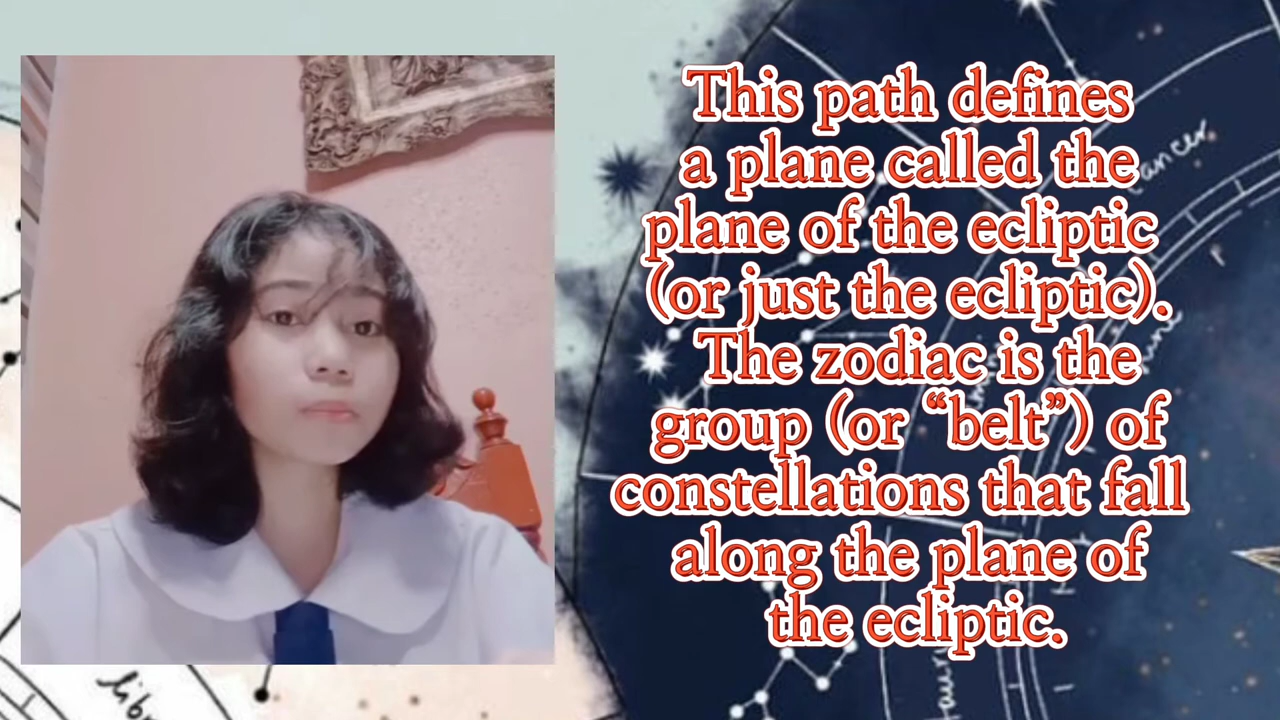 This path defines
a plane called the
plane of the ecliptic
(or just the ecliptic).
The zodiac is the
group (or “belt”) of
constellations that fall
along the plane of
the ecliptic.